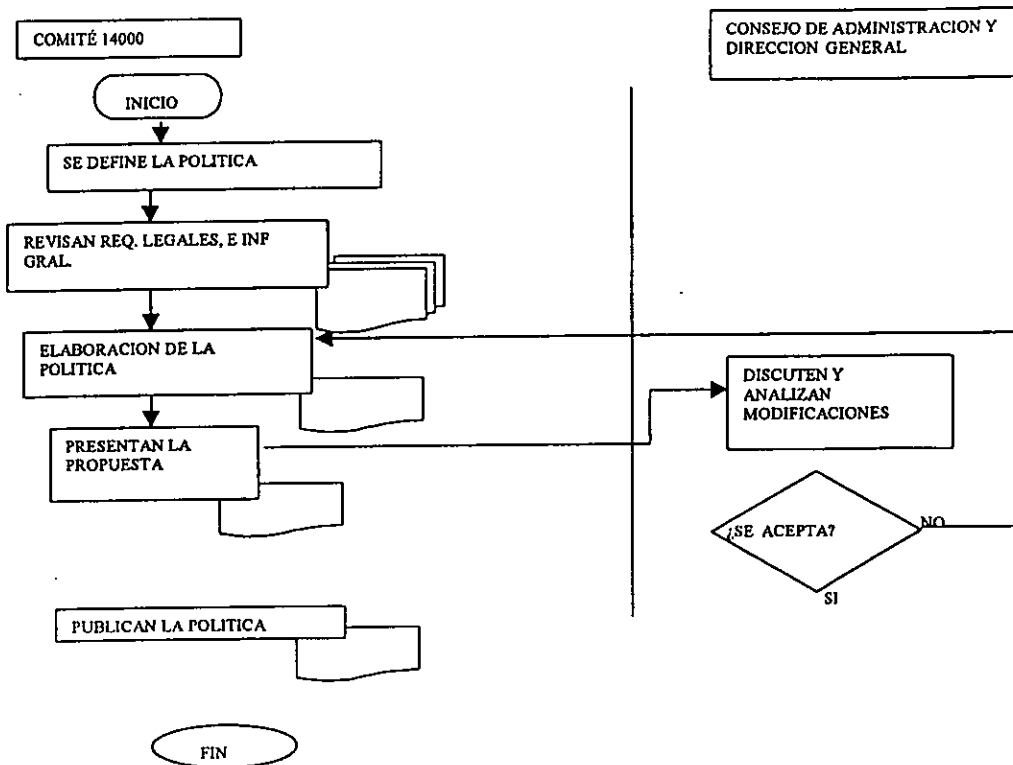 COMITÉ 14000
CONSEJO DE ADMINISTRACION Y
DIRECCION GENERAL
INICIO
SE DEFINE LA POLITICA
REVISAN REQ. LEGALES, E INF
GRAL.
ELABORACION DE LA
POLITICA
DISCUTEN Y
ANALIZAN
MODIFICACIONES
PRESENTAN LA
PROPUESTA
¿SE ACEPTA?
NO
SI
PUBLICAN LA POLITICA
FIN